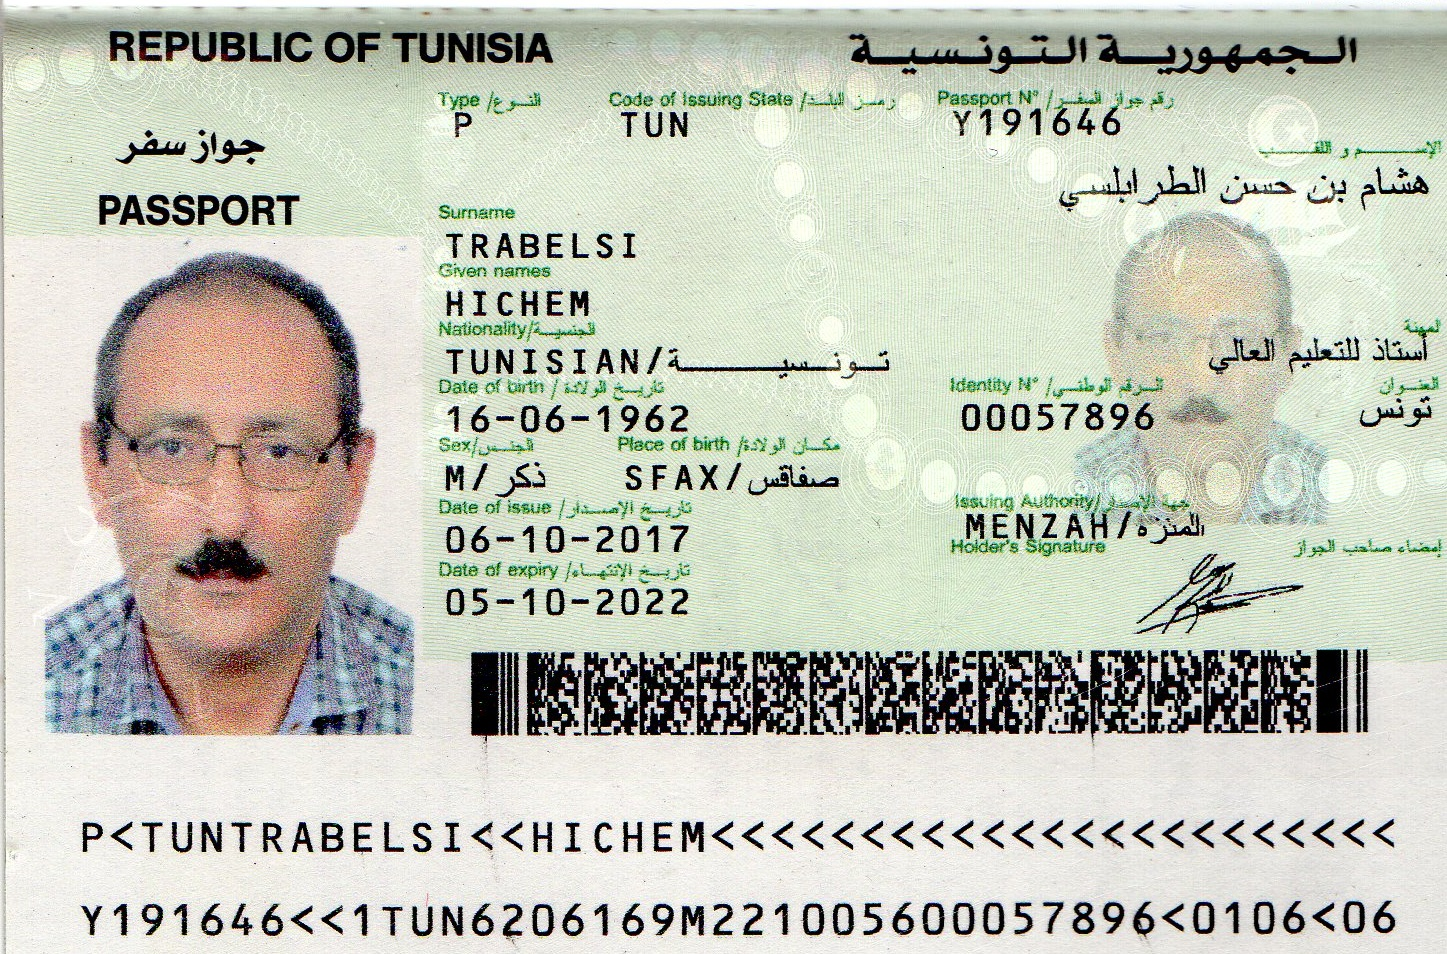 REPUBLIC OF TUNISIA
الجمهورية التونسية
جواز سفر
PASSPORT
Type / النوع
P
Code of Issuing State / رمز البلد
TUN
Passport N° / رقم جواز السفر
Y191646
الإسم و اللقب
هشام بن حسن الطرابلسي
Surname
TRABELSI
Given names
HICHEM
Nationality/الجنسية
TUNISIAN/تونسية
المهنة
أستاذ للتعليم العالي
Date of birth / تاريخ الولادة
16-06-1962
Identity N° / الرقم الوطني
00057896
العنوان
تونس
Sex/الجنس
M/ذكر
Place of birth /مكان الولادة
SFAX/صفاقس
Date of issue /تاريخ الإصدار
06-10-2017
Issuing Authority/جهة الإصدار
MENZAH/المنزه
Holder's Signature
إمضاء صاحب الجواز
Date of expiry /تاريخ الإنتهاء
05-10-2022
P<TUNTRABELSI<<HICHEM<<<<<<<<<<<<<<<<<<<<<<<
Y191646<<1TUN6206169M221005600057896<0106<06